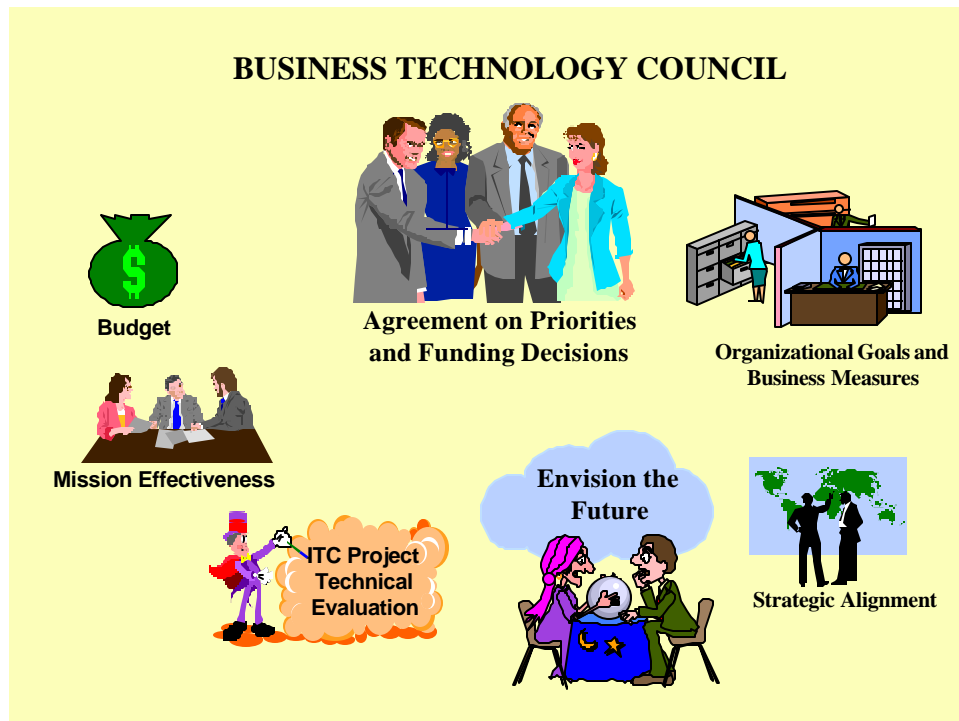 BUSINESS TECHNOLOGY COUNCIL
$
Budget
Agreement on Priorities
and Funding Decisions
Organizational Goals and
Business Measures
Mission Effectiveness
ITC Project
Technical
Evaluation
Envision the
Future
Strategic Alignment